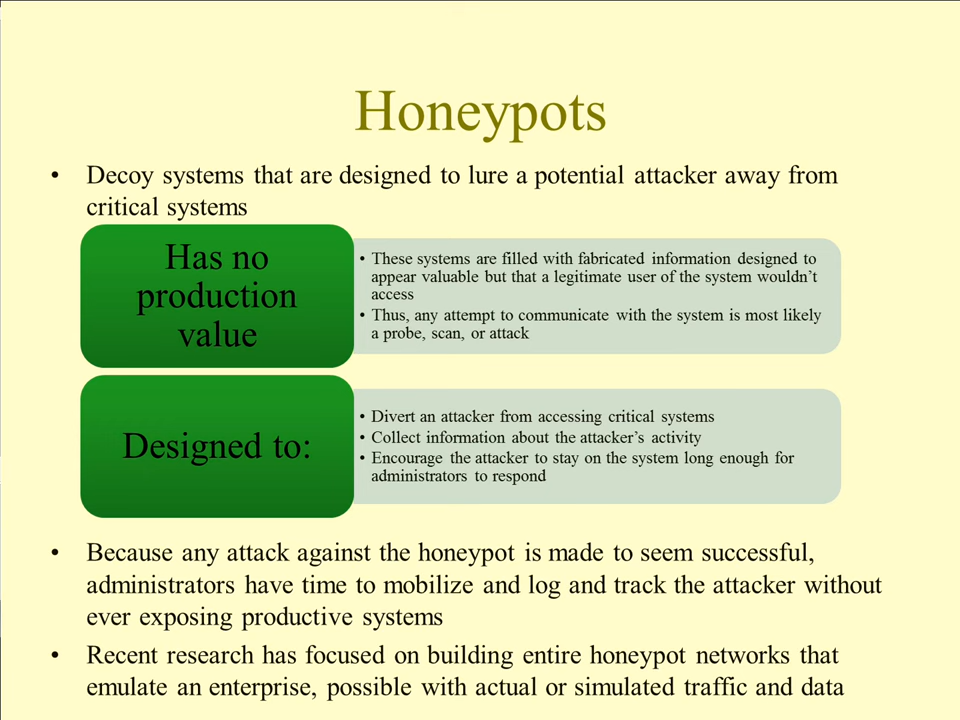 Honeypots
• Decoy systems that are designed to lure a potential attacker away from
critical systems
Has no
production
value
• These systems are filled with fabricated information designed to
appear valuable but that a legitimate user of the system wouldn't
access
• Thus, any attempt to communicate with the system is most likely
a probe, scan, or attack
Designed to:
• Divert an attacker from accessing critical systems
• Collect information about the attacker's activity
• Encourage the attacker to stay on the system long enough for
administrators to respond
• Because any attack against the honeypot is made to seem successful,
administrators have time to mobilize and log and track the attacker without
ever exposing productive systems
• Recent research has focused on building entire honeypot networks that
emulate an enterprise, possible with actual or simulated traffic and data